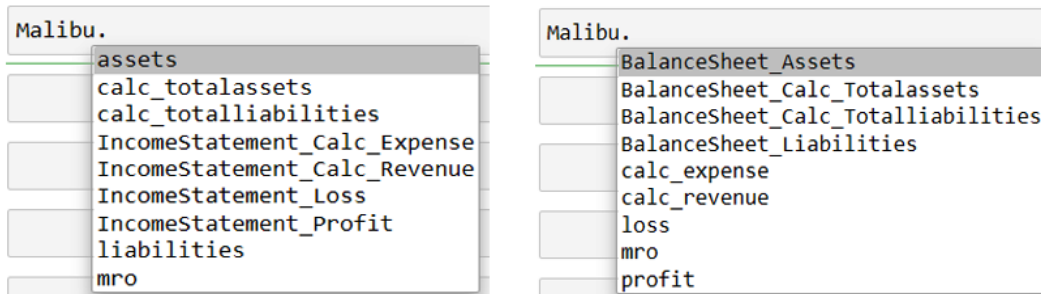 Malibu.
assets
calc_totalassets
calc_totalliabilities
IncomeStatement_Calc_Expense
IncomeStatement_Calc_Revenue
IncomeStatement_Loss
IncomeStatement_Profit
liabilities
mro
Malibu.
BalanceSheet_Assets
BalanceSheet_Calc_Totalassets
BalanceSheet_Calc_Totalliabilities
BalanceSheet_Liabilities
calc_expense
calc_revenue
loss
mro
profit